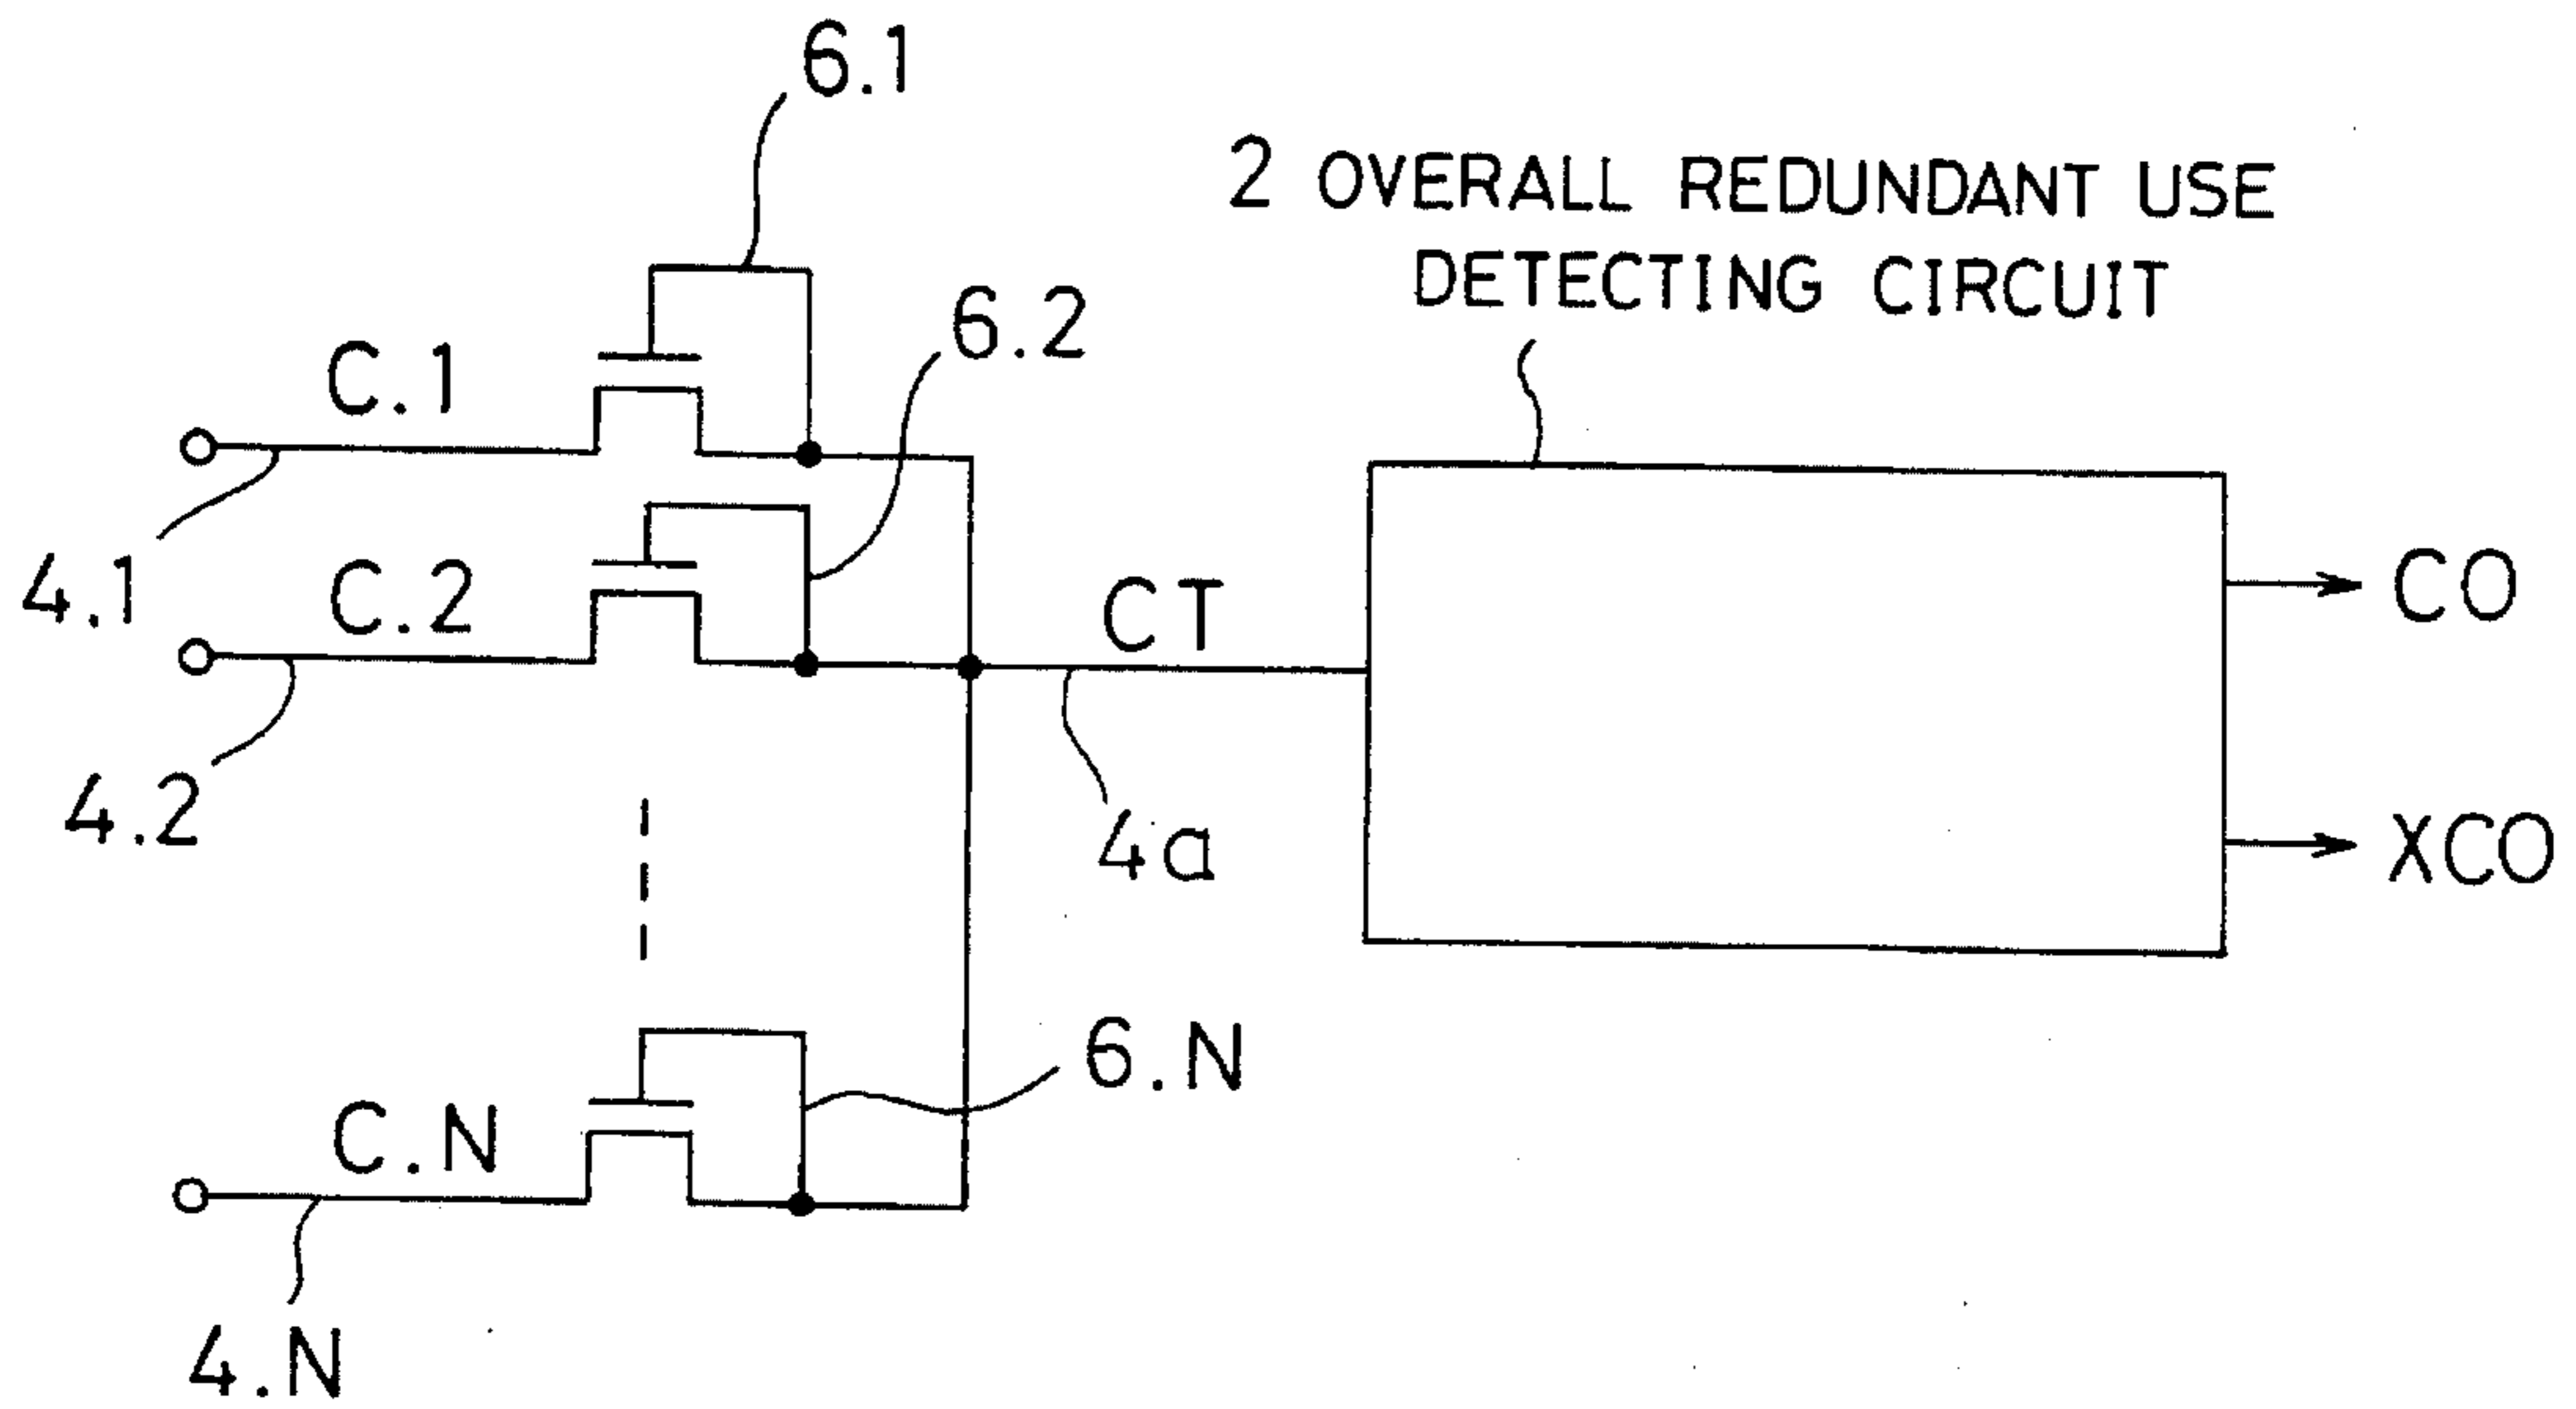 6.1
2 OVERALL REDUNDANT USE
DETECTING CIRCUIT
6.2
C.1
4.1
C.2
CT
CO
4.2
4a
XCO
6.N
C.N
4.N